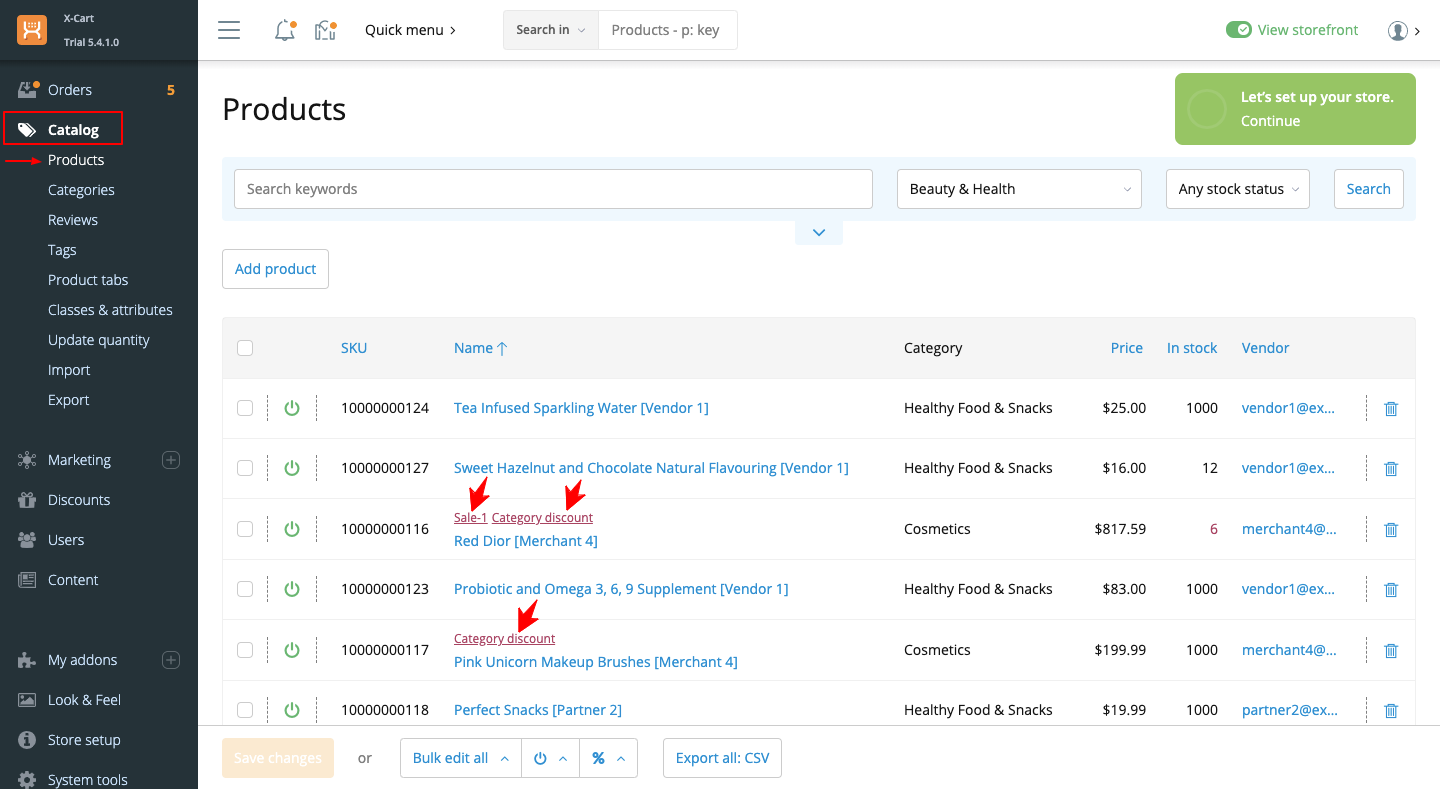 X-Cart
Trial 5.4.1.0
Quick menu
Search in
Products - p: key
View storefront
Orders 5
Catalog
Products
Categories
Reviews
Tags
Product tabs
Classes & attributes
Update quantity
Import
Export
Marketing
Discounts
Users
Content
My addons
Look & Feel
Store setup
System tools
Products
Let's set up your store.
Continue
Search keywords
Beauty & Health
Any stock status
Search
Add product
SKU Name Category Price In stock Vendor
10000000124 Tea Infused Sparkling Water [Vendor 1] Healthy Food & Snacks $25.00 1000 vendor1@ex...
10000000127 Sweet Hazelnut and Chocolate Natural Flavouring [Vendor 1] Healthy Food & Snacks $16.00 12 vendor1@ex...
Sale-1 Category discount
10000000116 Red Dior [Merchant 4] Cosmetics $817.59 6 merchant4@...
10000000123 Probiotic and Omega 3, 6, 9 Supplement [Vendor 1] Healthy Food & Snacks $83.00 1000 vendor1@ex...
Category discount
10000000117 Pink Unicorn Makeup Brushes [Merchant 4] Cosmetics $199.99 1000 merchant4@...
10000000118 Perfect Snacks [Partner 2] Healthy Food & Snacks $19.99 1000 partner2@ex...
Save changes or Bulk edit all % Export all: CSV